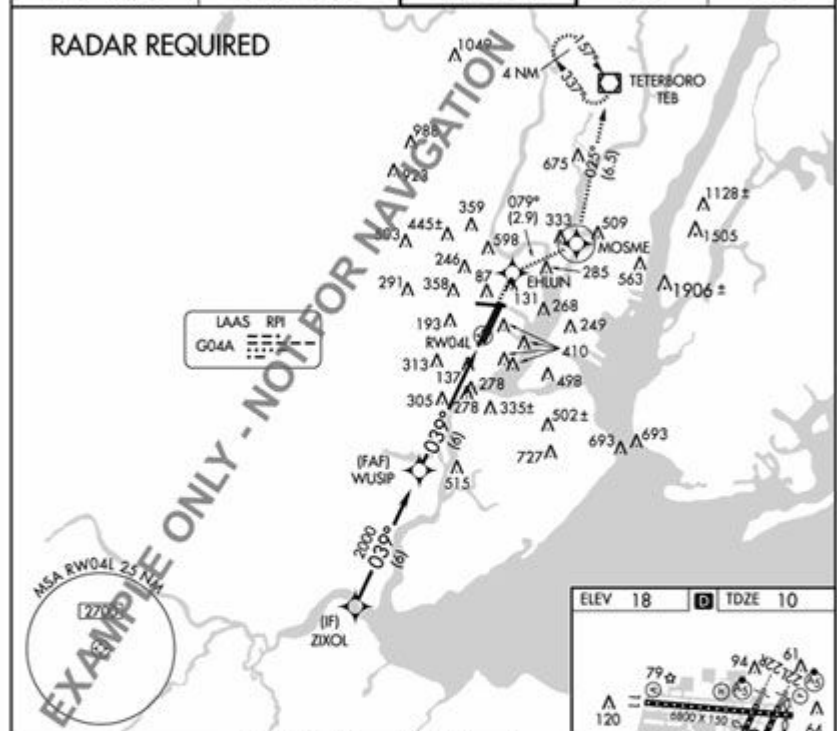 RADAR REQUIRED
EXAMPLE ONLY - NOT FOR NAVIGATION
1049
4 NM
157°
337°
TETERBORO
TEB
988
923
675
025°
(6.5)
079°
(2.9)
1128 ±
359
445±
333
509
1505
598
MOSME
246
285
563
EHLUN
291
358
87
131
1906 ±
268
LAAS RPI
G04A
193
RW04L
249
410
313
137
498
278
305
278
335±
039°
(6)
502 ±
693
693
727
(FAF)
WUSIP
515
2000
039°
(6)
MSA RW04L 25 NM
(IF)
ZIXOL
ELEV 18
D
TDZE 10
79
94
61
120
6800 X 150